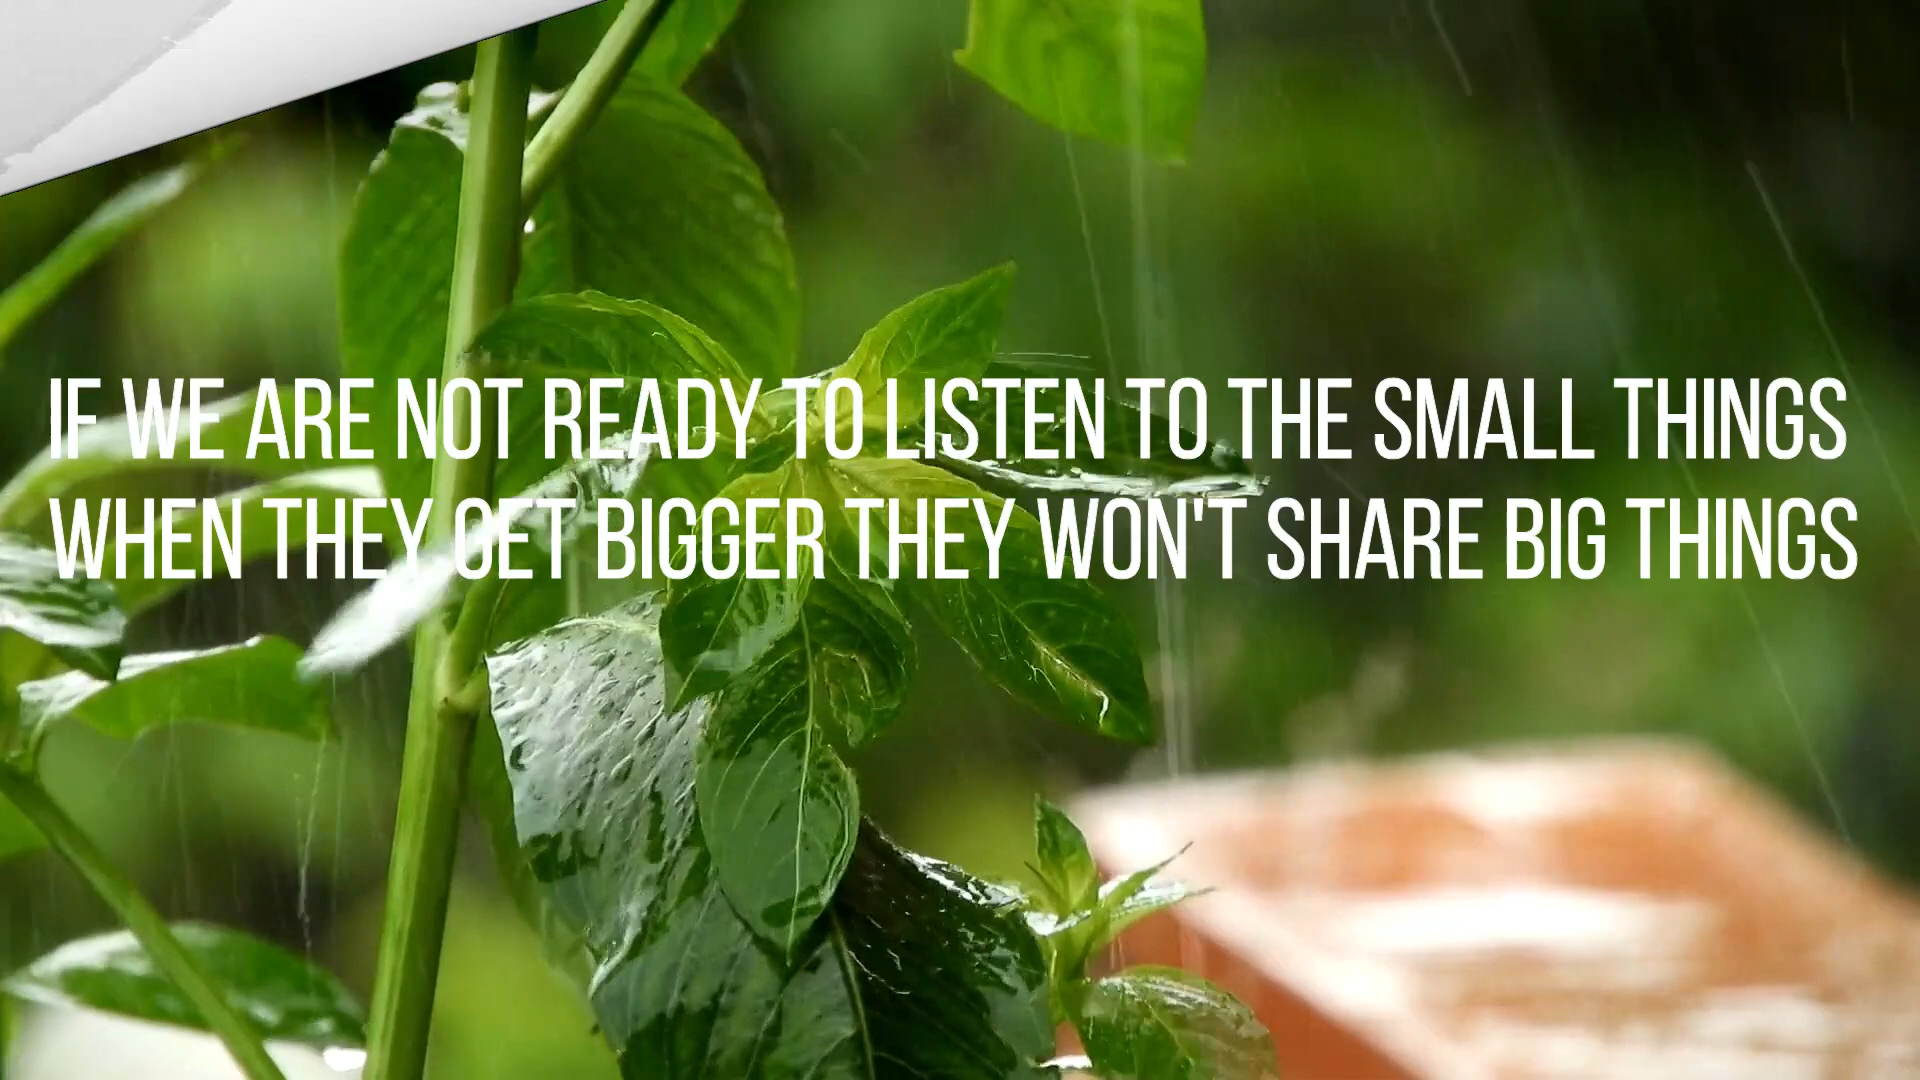 IF WE ARE NOT READY TO LISTEN TO THE SMALL THINGS
WHEN THEY GET BIGGER THEY WON'T SHARE BIG THINGS